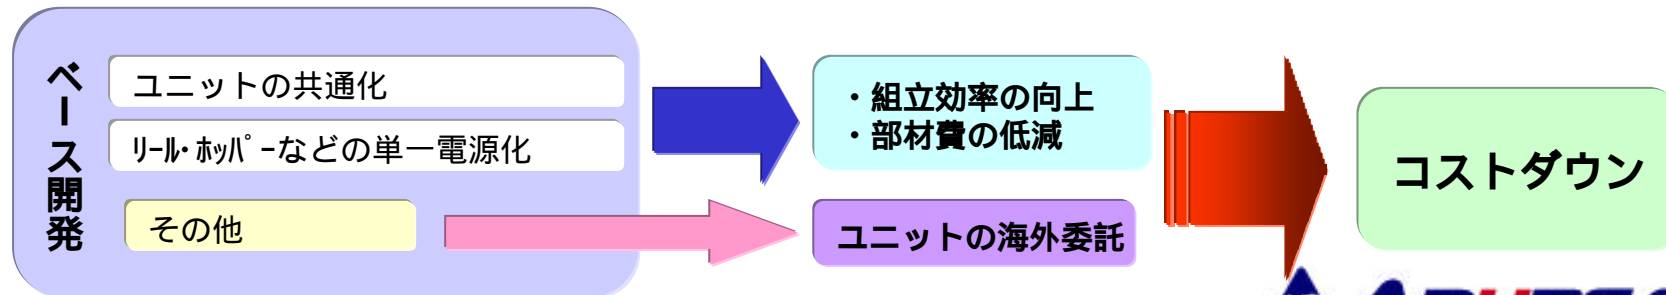 ベース開発
ユニットの共通化
ﾘｰﾙ･ﾎｯﾊﾟｰなどの単一電源化
その他
・組立効率の向上
・部材費の低減
ユニットの海外委託
コストダウン